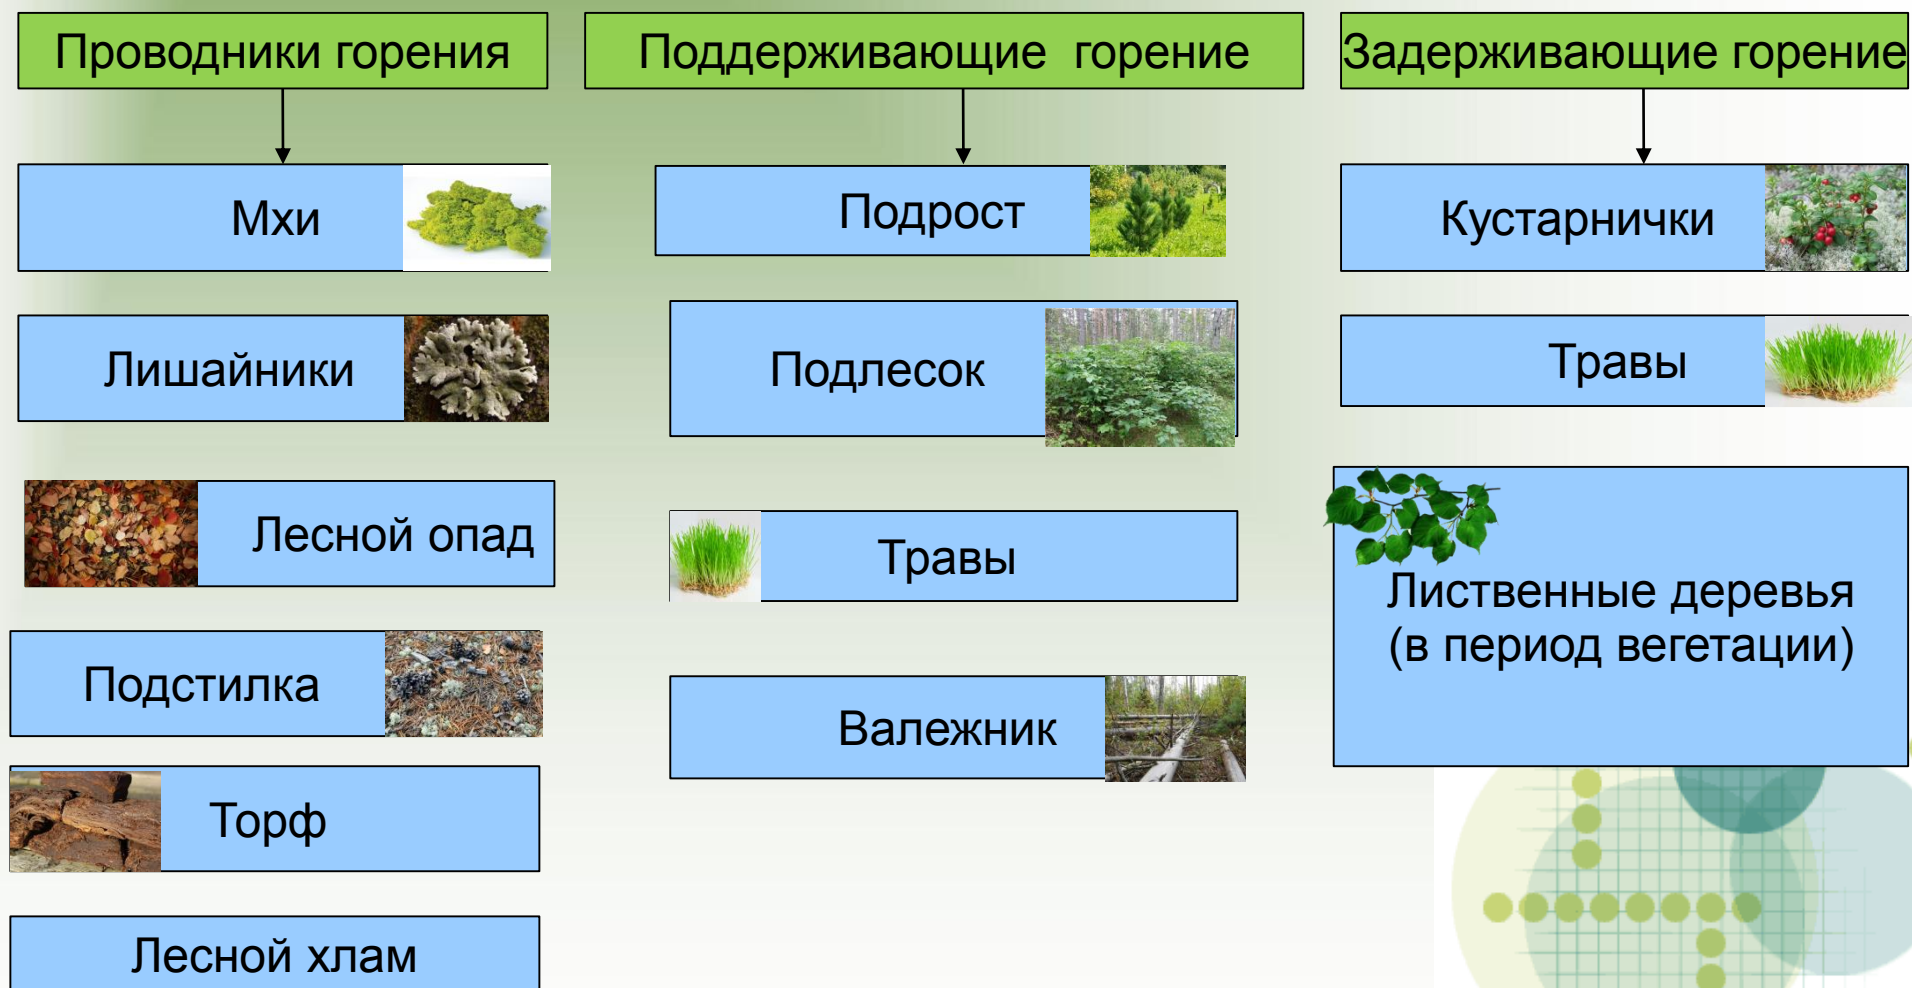 Проводники горения
Поддерживающие горение
Задерживающие горение
Мхи
Лишайники
Лесной опад
Подстилка
Торф
Лесной хлам
Подрост
Подлесок
Травы
Валежник
Кустарнички
Травы
Лиственные деревья
(в период вегетации)